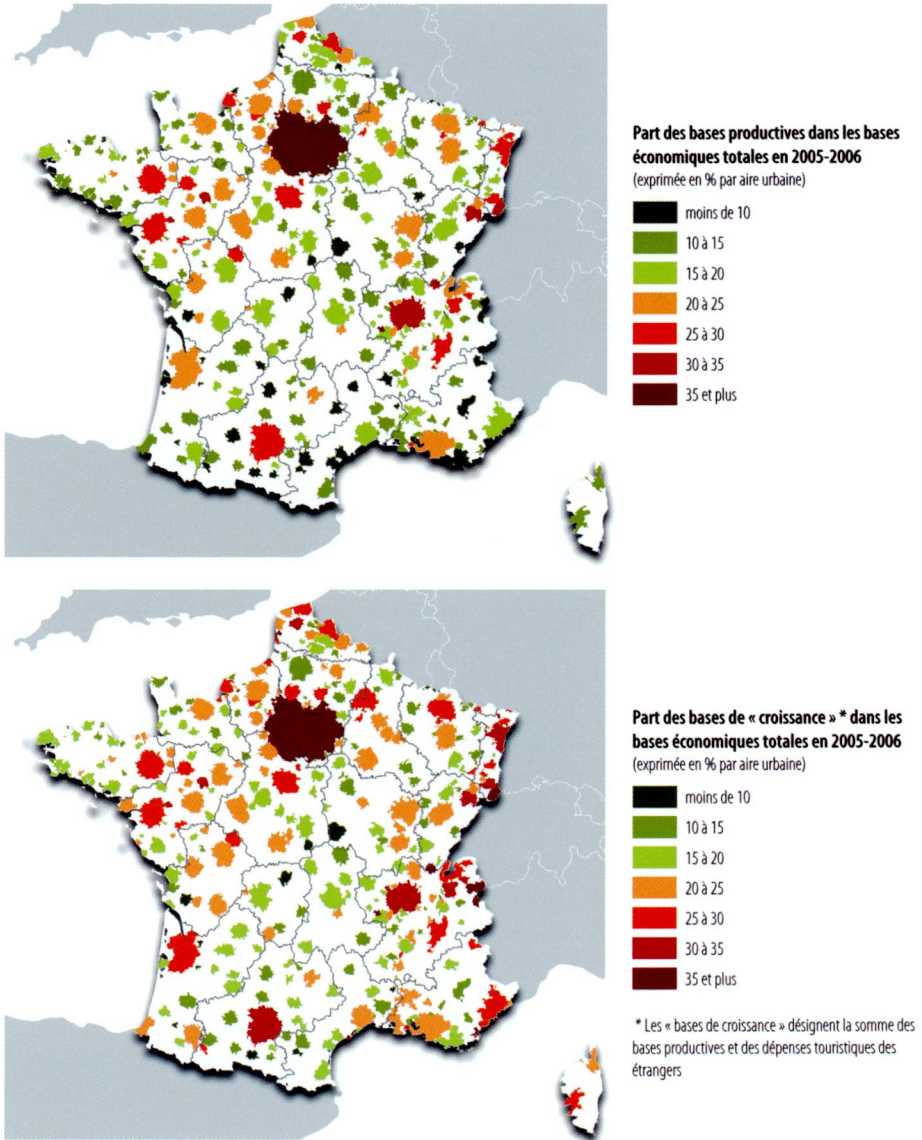 Part des bases productives dans les bases
économiques totales en 2005-2006
(exprimée en % par aire urbaine)
moins de 10
10 à 15
15 à 20
20 à 25
25 à 30
30 à 35
35 et plus
Part des bases de « croissance » * dans les
bases économiques totales en 2005-2006
(exprimée en % par aire urbaine)
moins de 10
10 à 15
15 à 20
20 à 25
25 à 30
30 à 35
35 et plus
* Les « bases de croissance » désignent la somme des
bases productives et des dépenses touristiques des
étrangers